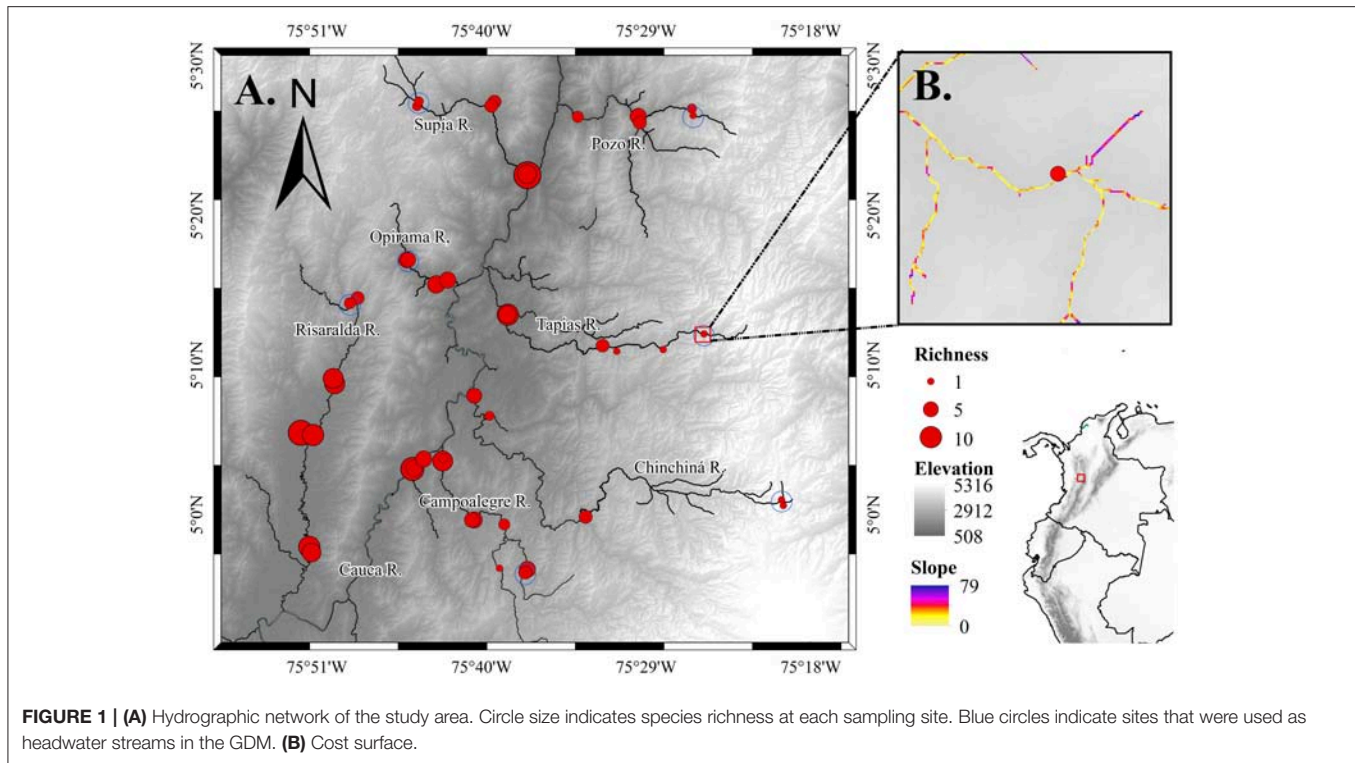 75°51'W
75°40'W
75°29'W
75°18'W
5°30'N
5°20'N
5°10'N
5°0'N
A.
N
Supia R.
Pozo R.
Opirama R,
Risaralda R.
Tapias R.
Chinchiná R.
Campoalegre R.
Cauca R.
5°30'N
5°20'N
5°10'N
5°0'N
75°51'W
75°40'W
75°29'W
75°18'W
B.
Richness
1
5
10
Elevation
5316
2912
508
Slope
79
0
FIGURE 1 | (A) Hydrographic network of the study area. Circle size indicates species richness at each sampling site. Blue circles indicate sites that were used as
headwater streams in the GDM. (B) Cost surface.